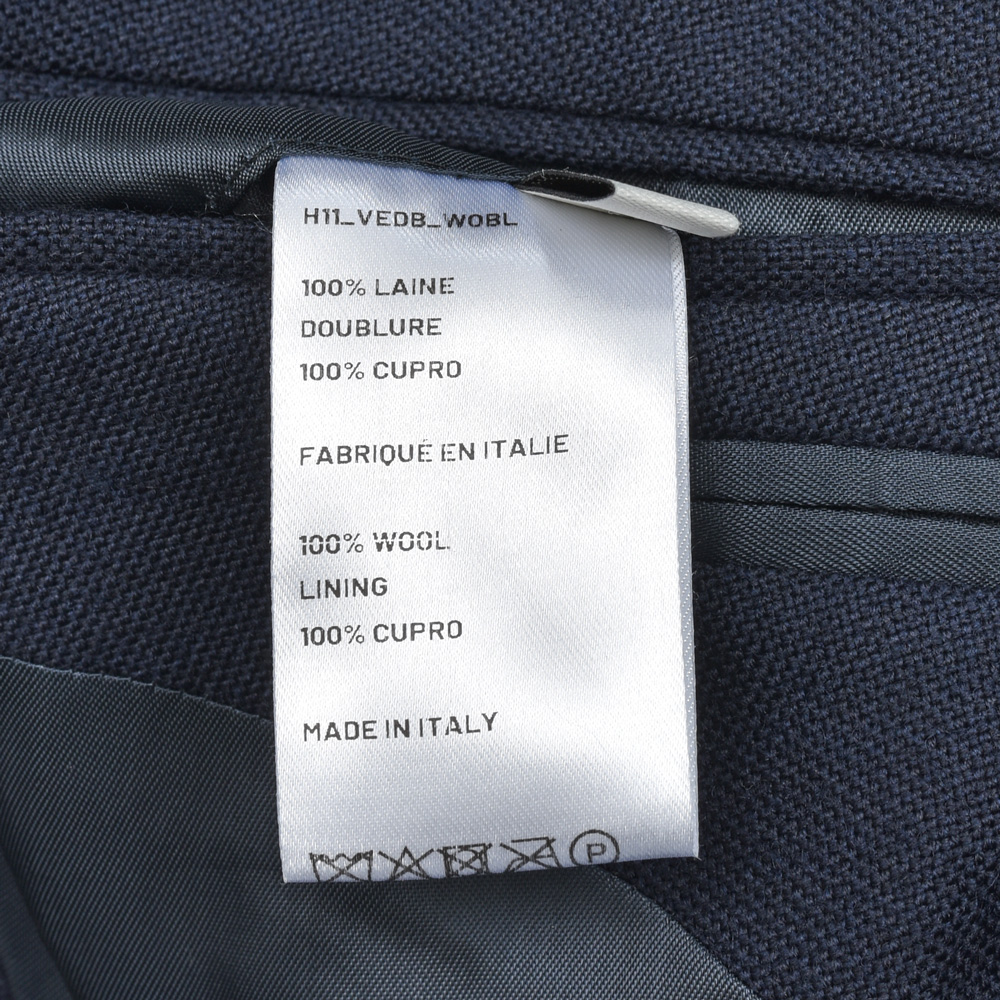 H11_VEDB_WOBL
100% LAINE
DOUBLURE
100% CUPRO
FABRIQUÉ EN ITALIE
100% WOOL
LINING
100% CUPRO
MADE IN ITALY
P